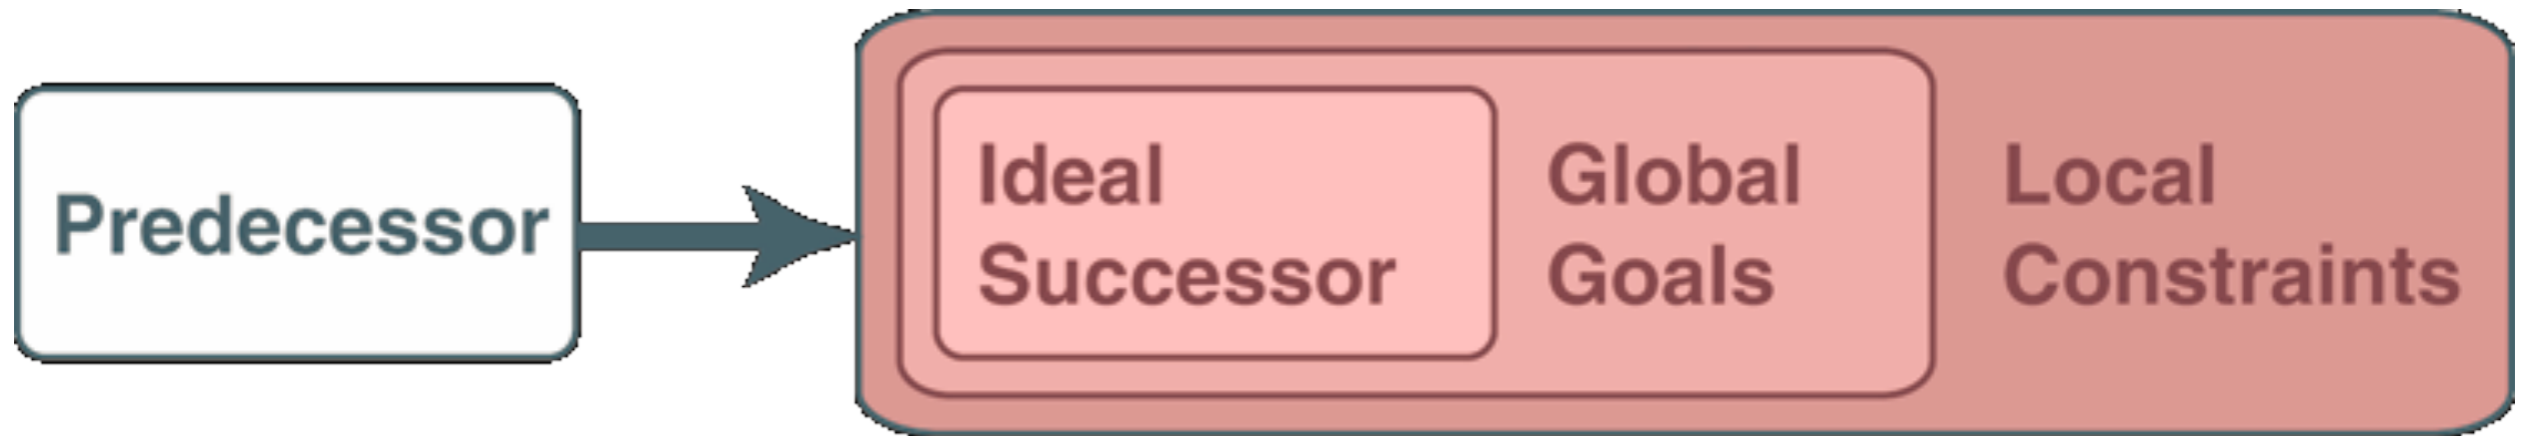 Predecessor
Ideal
Successor
Global
Goals
Local
Constraints